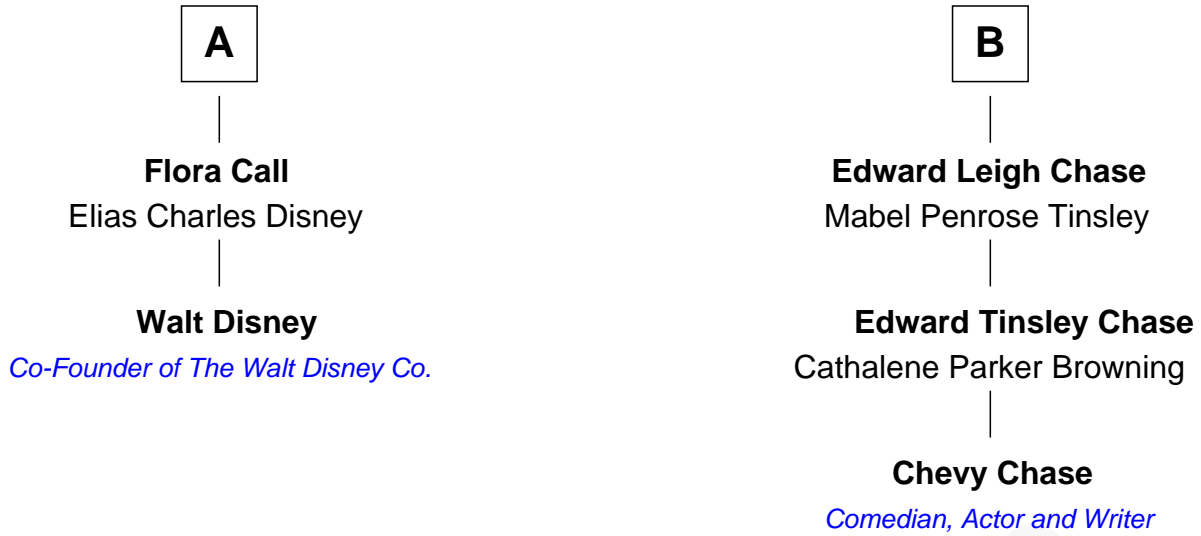 A
Flora Call
Elias Charles Disney
Walt Disney
Co-Founder of The Walt Disney Co.
B
Edward Leigh Chase
Mabel Penrose Tinsley
Edward Tinsley Chase
Cathalene Parker Browning
Chevy Chase
Comedian, Actor and Writer